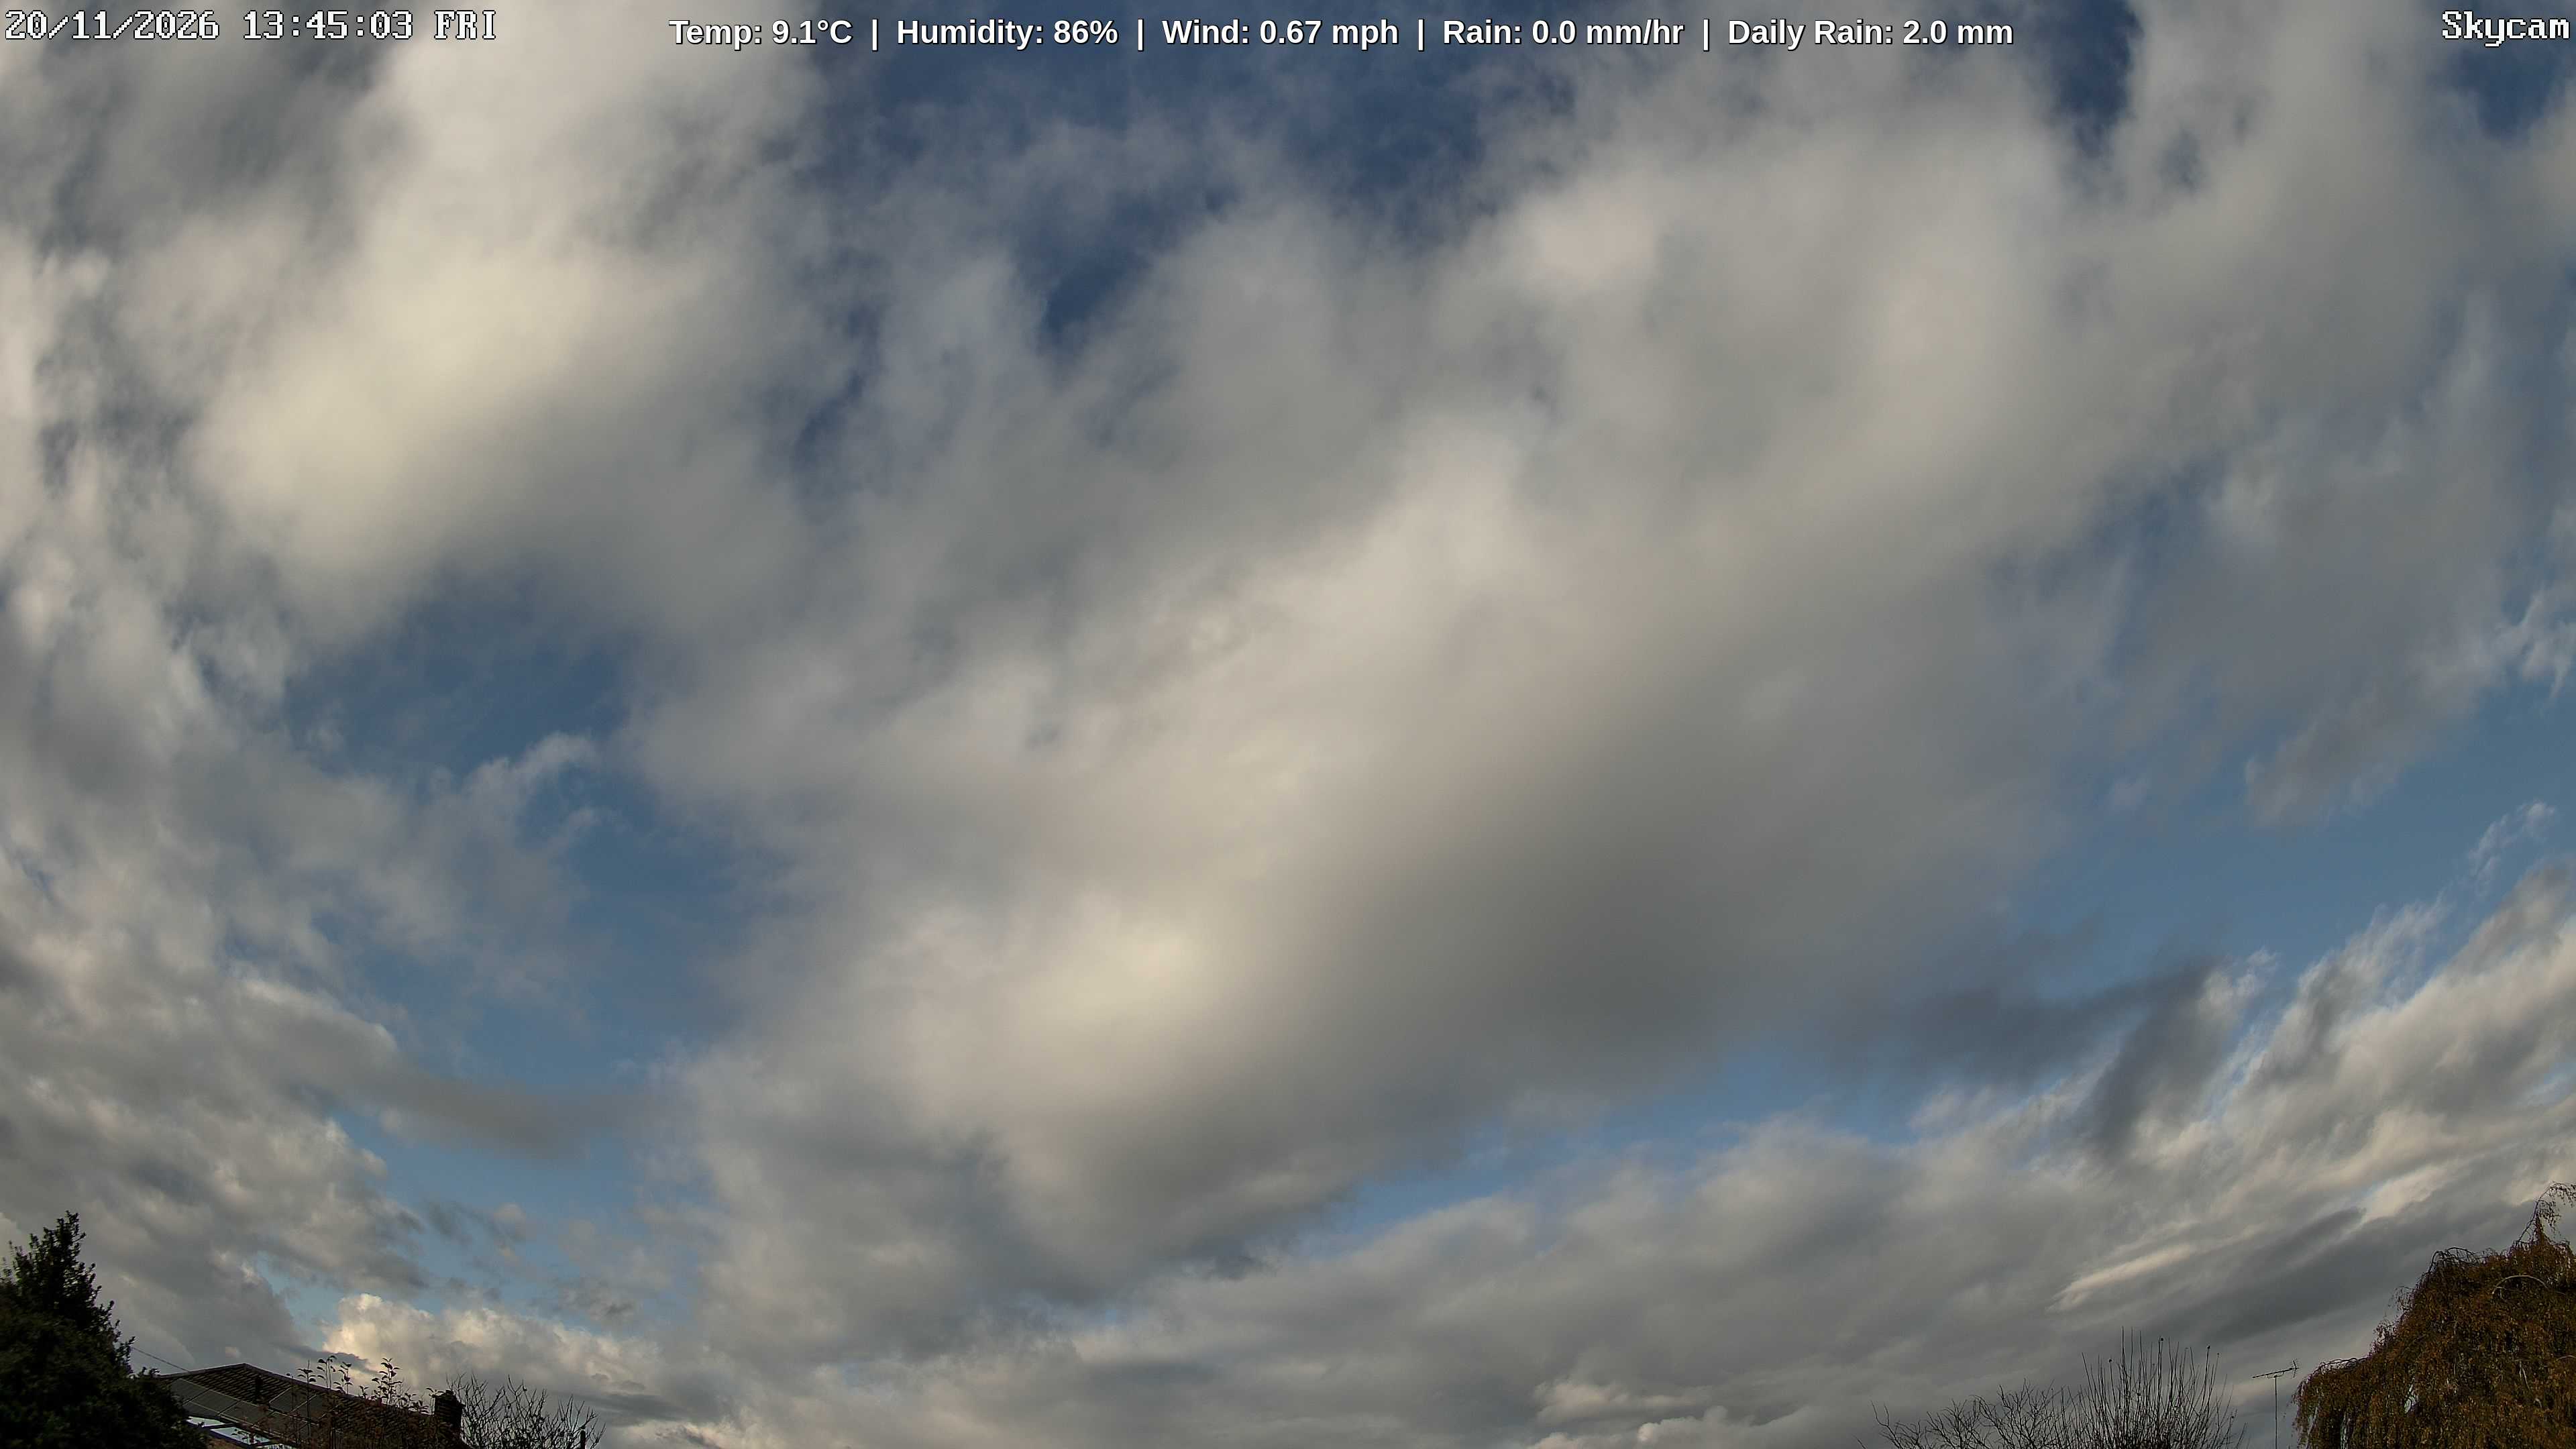 20/11/2026 13:45:03 FRI
Temp: 9.1°C | Humidity: 86% | Wind: 0.67 mph | Rain: 0.0 mm/hr | Daily Rain: 2.0 mm
Skycam